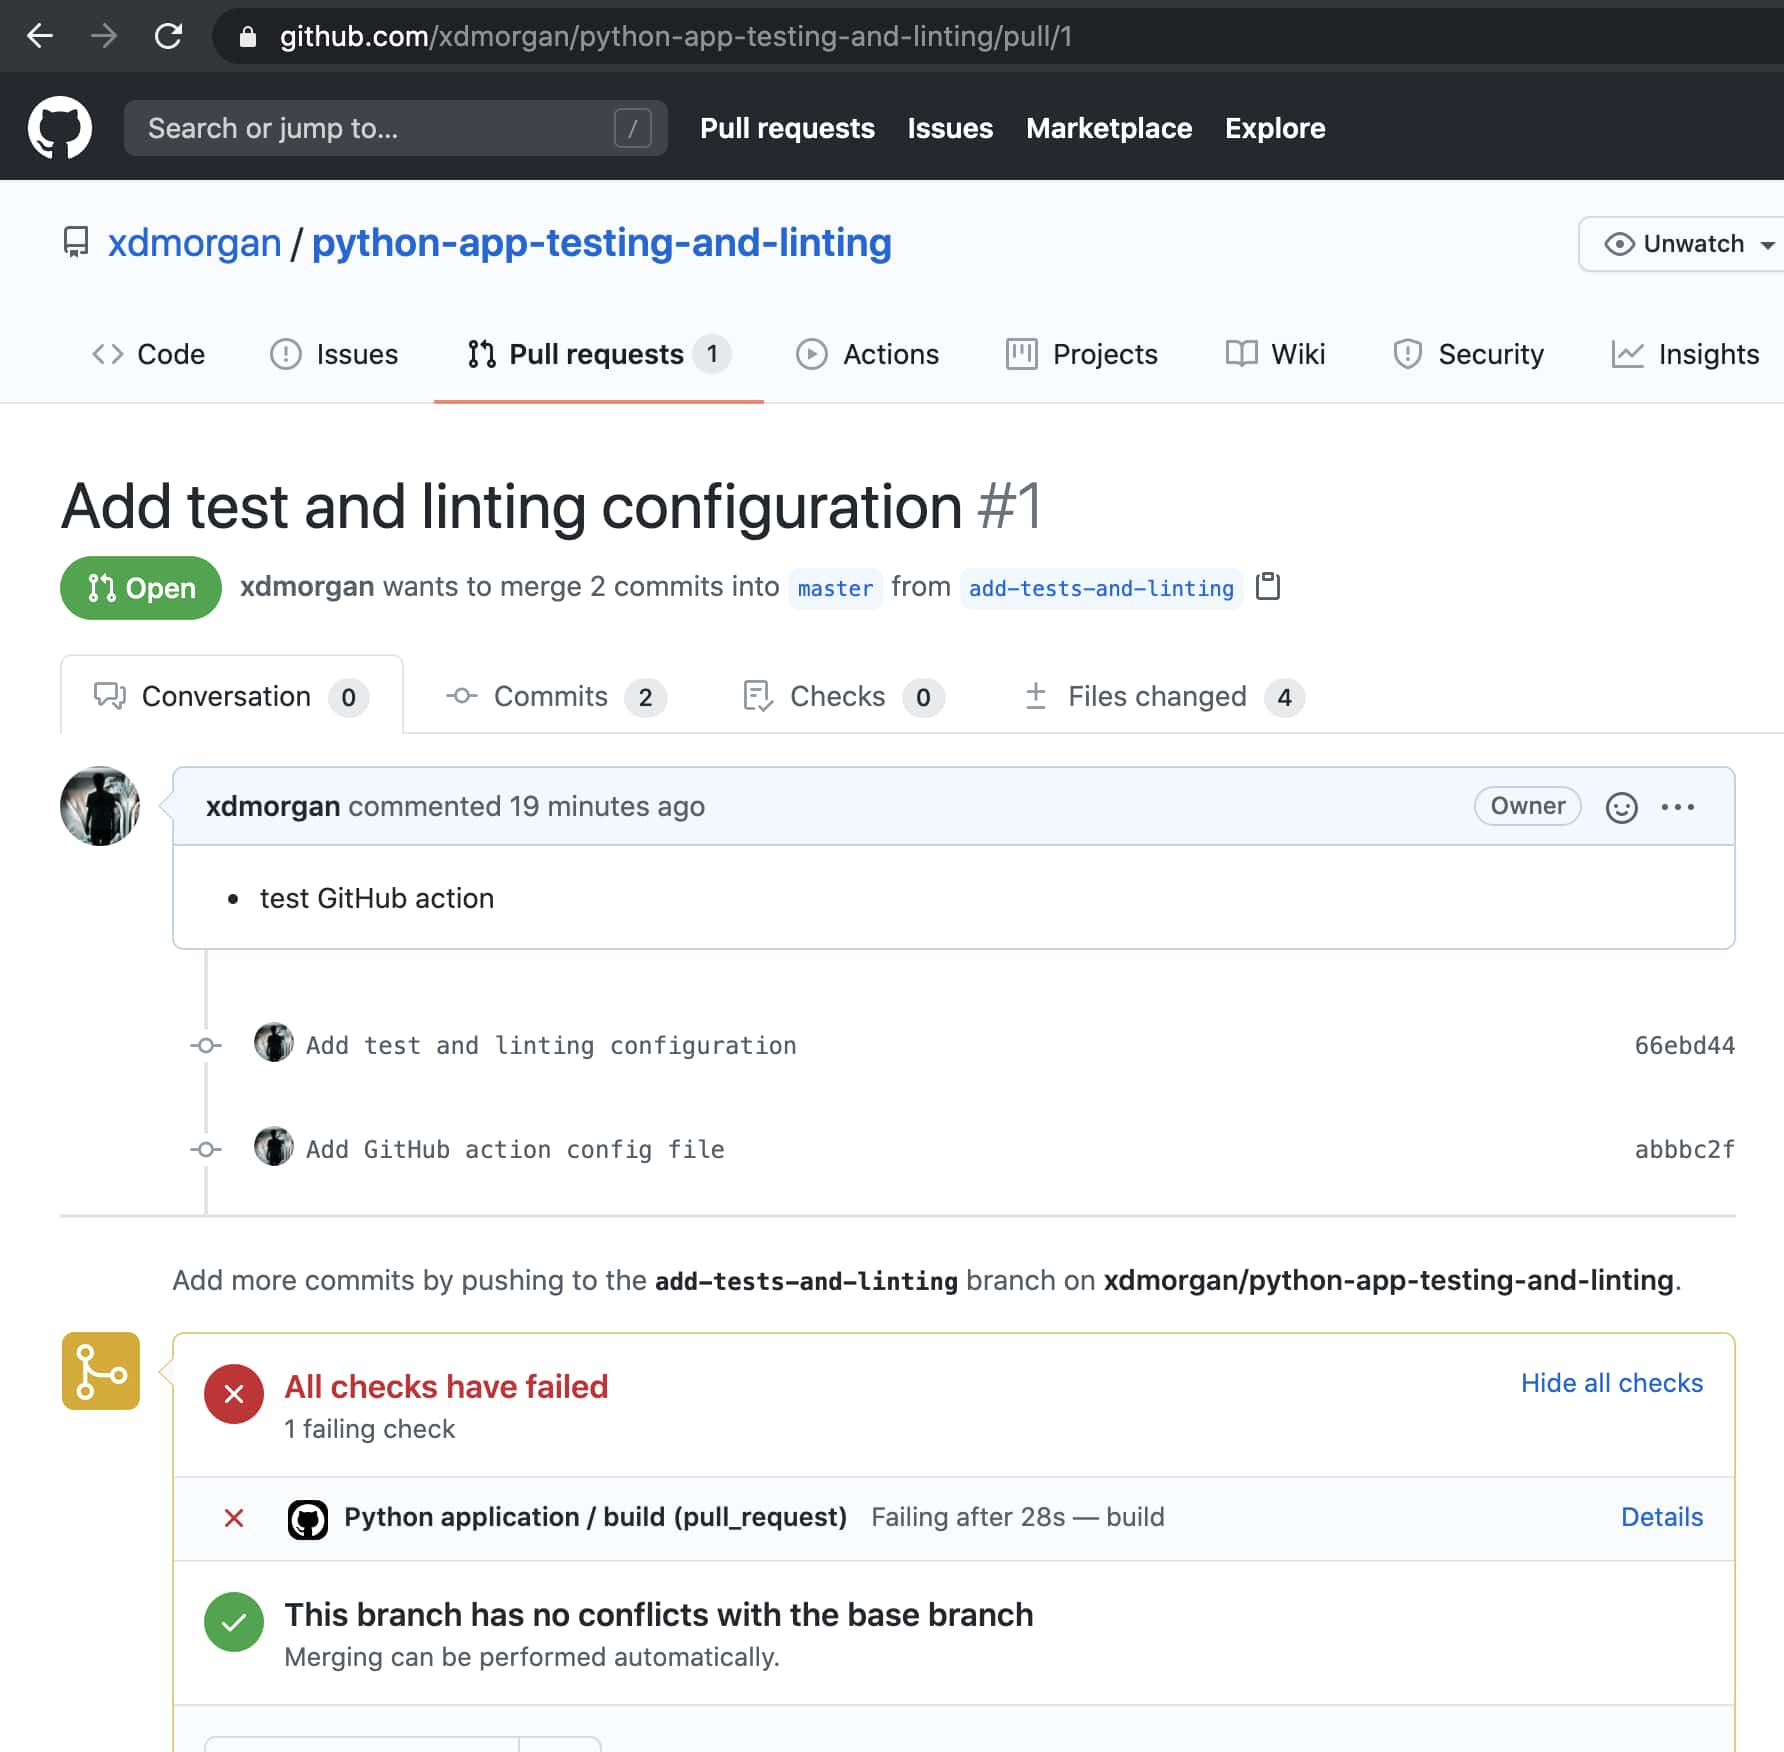 github.com/xdmorgan/python-app-testing-and-linting/pull/1
Search or jump to... / Pull requests Issues Marketplace Explore
xdmorgan / python-app-testing-and-linting Unwatch
Code Issues Pull requests 1 Actions Projects Wiki Security Insights
Add test and linting configuration #1
Open xdmorgan wants to merge 2 commits into master from add-tests-and-linting
Conversation 0 Commits 2 Checks 0 Files changed 4
xdmorgan commented 19 minutes ago Owner
• test GitHub action
Add test and linting configuration 66ebd44
Add GitHub action config file abbbc2f
Add more commits by pushing to the add-tests-and-linting branch on xdmorgan/python-app-testing-and-linting.
All checks have failed Hide all checks
1 failing check
Python application / build (pull_request) Failing after 28s — build Details
This branch has no conflicts with the base branch
Merging can be performed automatically.